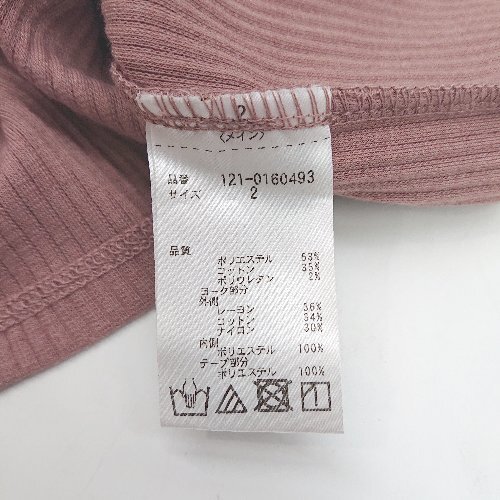 2
(メイン)
品番 121-0160493
サイズ 2
品質
ポリエステル 63%
コットン 35%
ポリウレタン 2%
ヨーク部分
外側
レーヨン 36%
コットン 34%
ナイロン 30%
内側
ポリエステル 100%
テープ部分
ポリエステル 100%